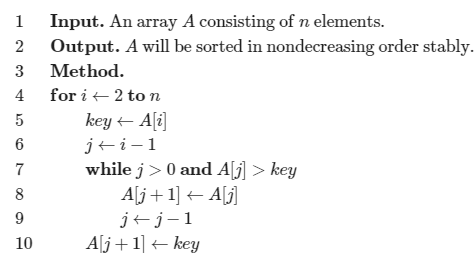 1 Input. An array A consisting of n elements.
2 Output. A will be sorted in nondecreasing order stably.
3 Method.
4 for i ← 2 to n
5 key ← A[i]
6 j ← i − 1
7 while j > 0 and A[j] > key
8 A[j + 1] ← A[j]
9 j ← j − 1
10 A[j + 1] ← key